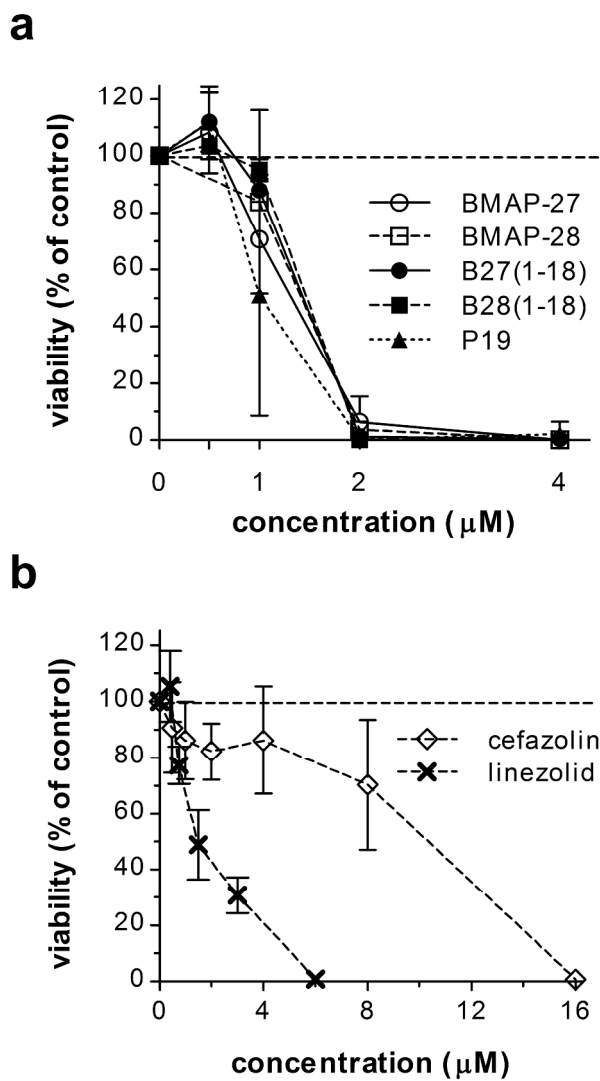 a
viability (% of control)
120
100
80
60
40
20
0
BMAP-27
BMAP-28
B27(1-18)
B28(1-18)
P19
0 1 2 4
concentration (μM)
b
viability (% of control)
120
100
80
60
40
20
0
cefazolin
linezolid
0 4 8 12 16
concentration (μM)